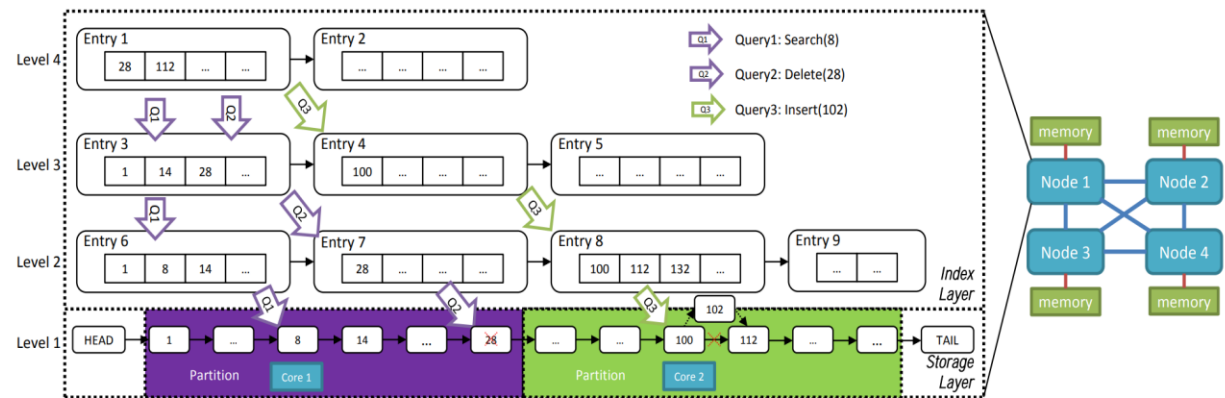 Level 4
Entry 1
28 112 ... ...
Entry 2
... ... ... ...
Q1 Query1: Search(8)
Q2 Query2: Delete(28)
Q3 Query3: Insert(102)
Q1
Q2
Q3
Level 3
Entry 3
1 14 28 ...
Entry 4
100 ... ... ...
Entry 5
... ... ... ...
Q1
Q2
Q3
Level 2
Entry 6
1 8 14 ...
Entry 7
28 ... ... ...
Entry 8
100 112 132 ...
Entry 9
... ...
Index
Layer
Q1
Q2
Q3
Level 1
HEAD 1 ... 8 14 ... 28 ... ... 100 102 112 ... ... TAIL
Partition Core 1
Partition Core 2
Storage
Layer
memory memory
Node 1 Node 2
Node 3 Node 4
memory memory